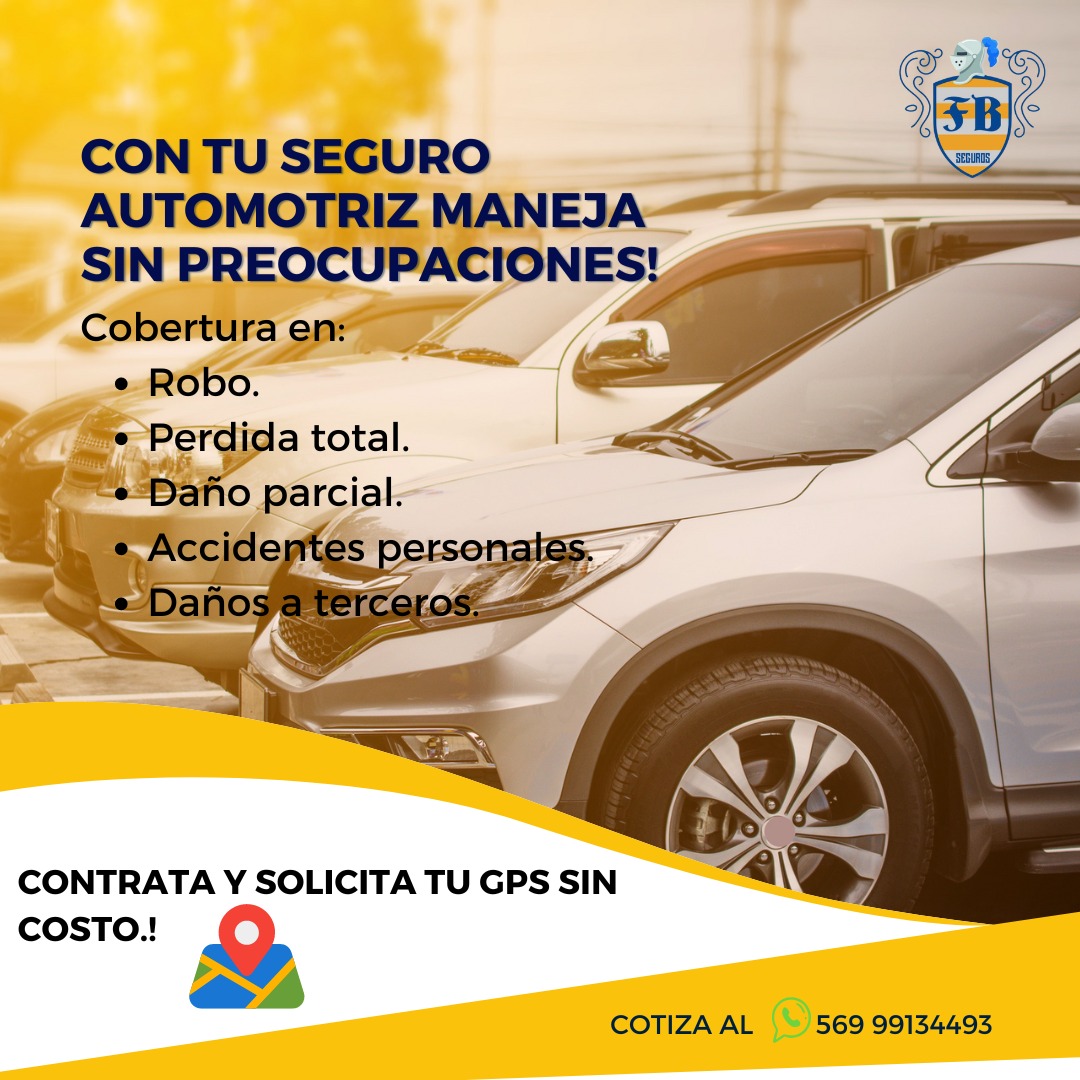 FB
SEGUROS
CON TU SEGURO
AUTOMOTRIZ MANEJA
SIN PREOCUPACIONES!
Cobertura en:
• Robo.
• Perdida total.
• Daño parcial.
• Accidentes personales.
• Daños a terceros.
CONTRATA Y SOLICITA TU GPS SIN
COSTO.!
COTIZA AL 569 99134493